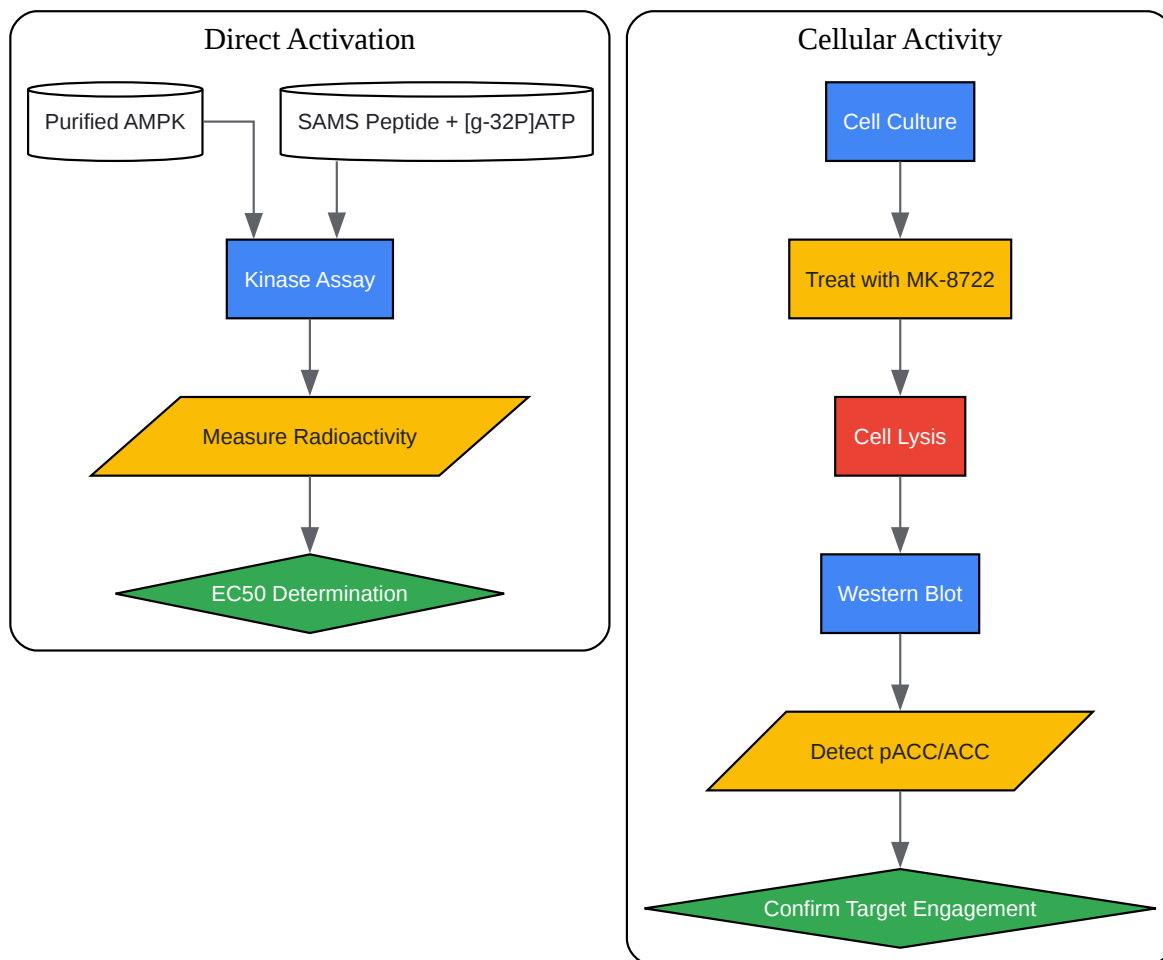 Direct Activation
Purified AMPK
SAMS Peptide + [g-32P]ATP
Kinase Assay
Measure Radioactivity
EC50 Determination
Cellular Activity
Cell Culture
Treat with MK-8722
Cell Lysis
Western Blot
Detect pACC/ACC
Confirm Target Engagement